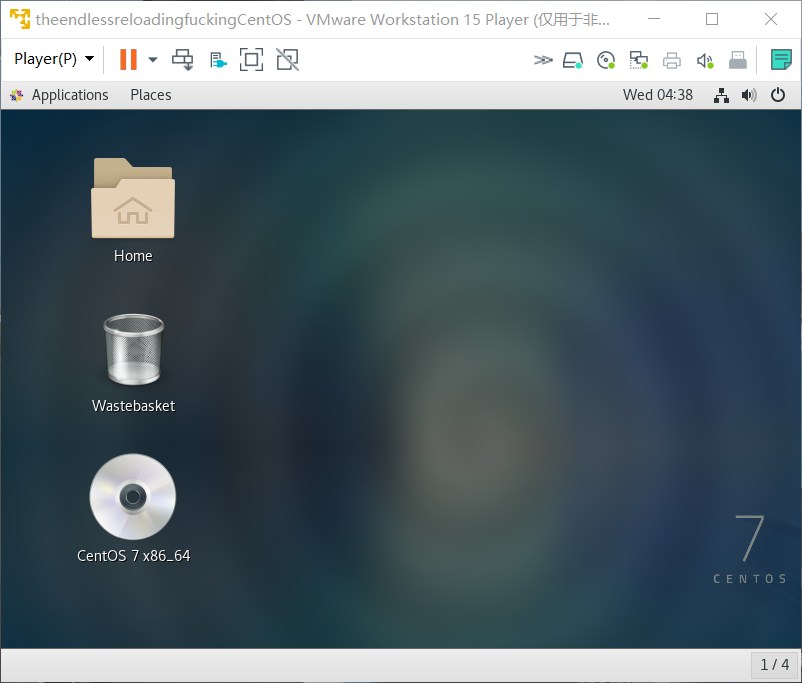 theendlessreloadingfuckingCentOS - VMware Workstation 15 Player (仅用于非...
Player(P)
Applications Places Wed 04:38
Home
Wastebasket
CentOS 7 x86_64
7
CENTOS
1 / 4